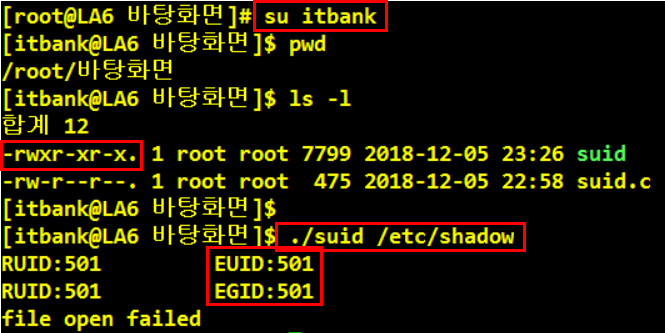 [root@LA6 바탕화면]# su itbank
[itbank@LA6 바탕화면]$ pwd
/root/바탕화면
[itbank@LA6 바탕화면]$ ls -l
합계 12
-rwxr-xr-x. 1 root root 7799 2018-12-05 23:26 suid
-rw-r--r--. 1 root root  475 2018-12-05 22:58 suid.c
[itbank@LA6 바탕화면]$
[itbank@LA6 바탕화면]$ ./suid /etc/shadow
RUID:501        EUID:501
RUID:501        EGID:501
file open failed